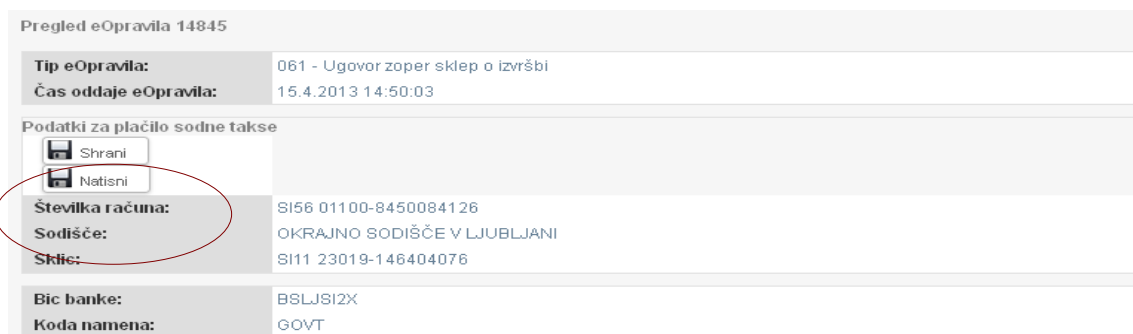 Pregled eOpravila 14845
Tip eOpravila: 061 - Ugovor zoper sklep o izvršbi
Čas oddaje eOpravila: 15.4.2013 14:50:03
Podatki za plačilo sodne takse
Shrani
Natisni
Številka računa: SI56 01100-8450084126
Sodišče: OKRAJNO SODIŠČE V LJUBLJANI
Sklic: SI11 23019-146404076
Bic banke: BSLJSI2X
Koda namena: GOVT